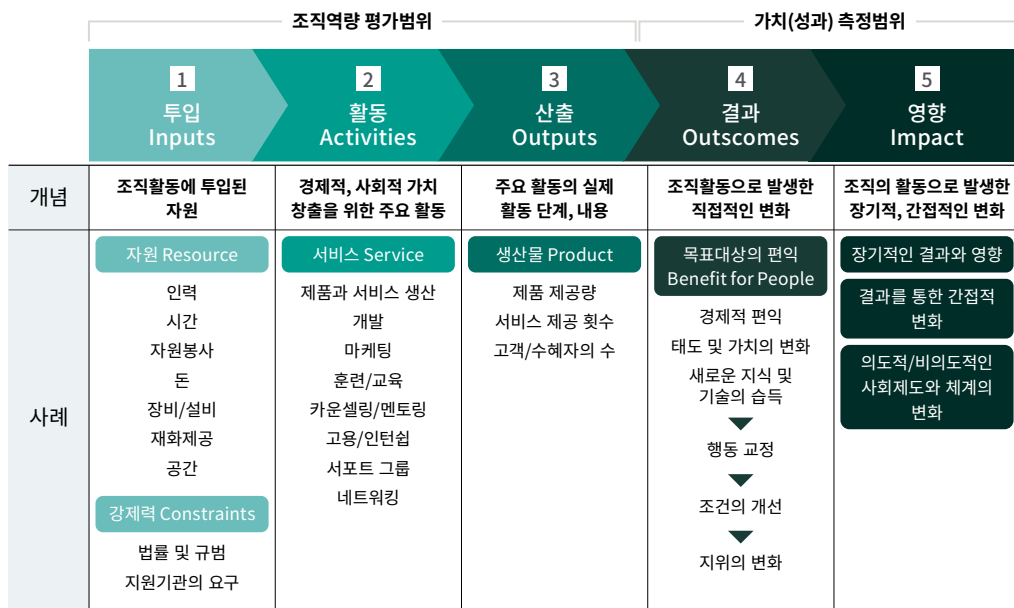 조직역량 평가범위
가치(성과) 측정범위
1
투입
Inputs
2
활동
Activities
3
산출
Outputs
4
결과
Outscomes
5
영향
Impact
개념
조직활동에 투입된
자원
경제적, 사회적 가치
창출을 위한 주요 활동
주요 활동의 실제
활동 단계, 내용
조직활동으로 발생한
직접적인 변화
조직의 활동으로 발생한
장기적, 간접적인 변화
사례
자원 Resource
인력
시간
자원봉사
돈
장비/설비
재화제공
공간
강제력 Constraints
법률 및 규범
지원기관의 요구
서비스 Service
제품과 서비스 생산
개발
마케팅
훈련/교육
카운셀링/멘토링
고용/인턴쉽
서포트 그룹
네트워킹
생산물 Product
제품 제공량
서비스 제공 횟수
고객/수혜자의 수
목표대상의 편익
Benefit for People
경제적 편익
태도 및 가치의 변화
새로운 지식 및
기술의 습득
행동 교정
조건의 개선
지위의 변화
장기적인 결과와 영향
결과를 통한 간접적
변화
의도적/비의도적인
사회제도와 체계의
변화